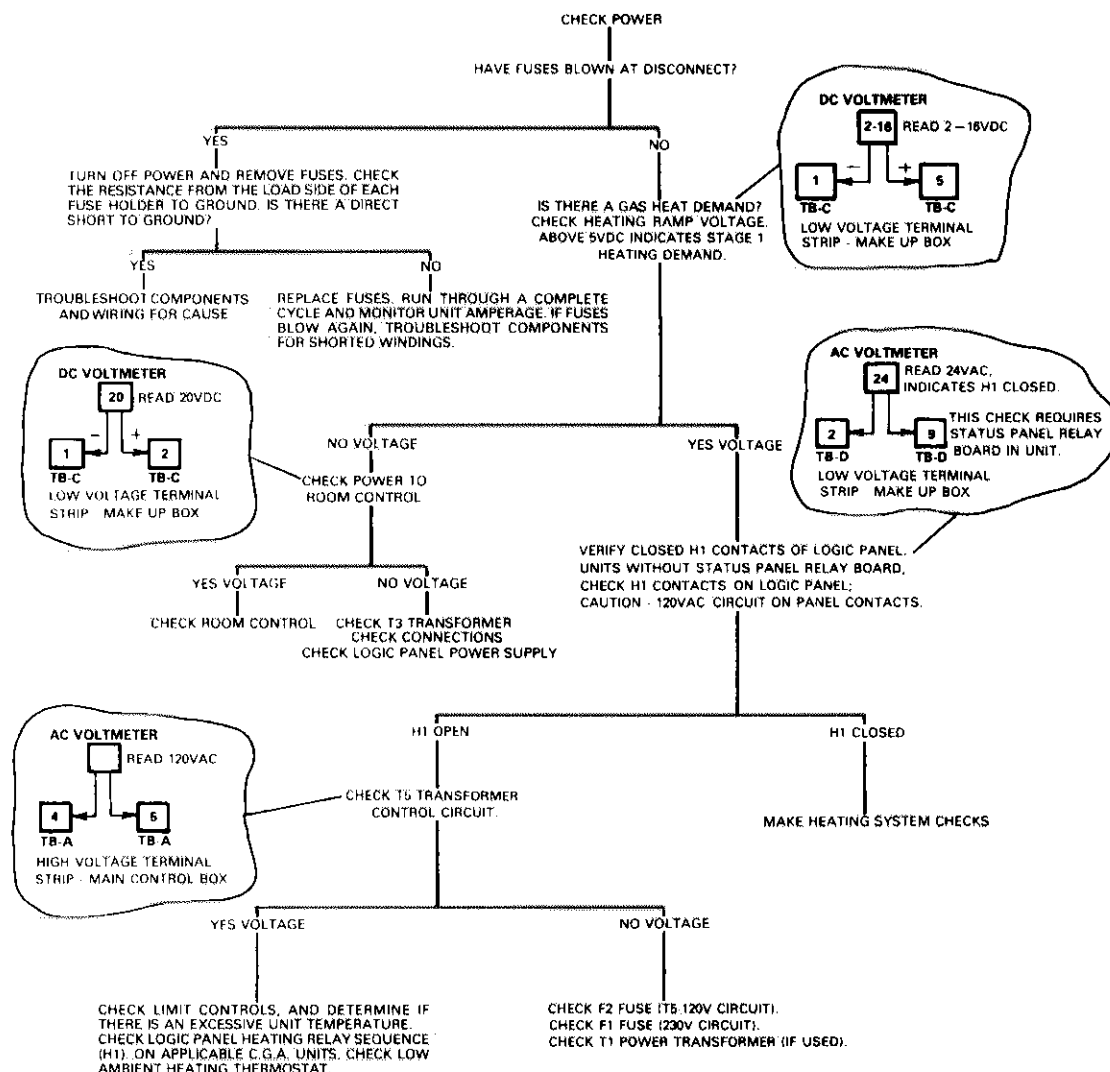 CHECK POWER
HAVE FUSES BLOWN AT DISCONNECT?
YES
NO
DC VOLTMETER
2-16 READ 2 – 16VDC
– +
1 5
TB-C TB-C
LOW VOLTAGE TERMINAL
STRIP - MAKE UP BOX
TURN OFF POWER AND REMOVE FUSES. CHECK
THE RESISTANCE FROM THE LOAD SIDE OF EACH
FUSE HOLDER TO GROUND. IS THERE A DIRECT
SHORT TO GROUND?
IS THERE A GAS HEAT DEMAND?
CHECK HEATING RAMP VOLTAGE.
ABOVE 5VDC INDICATES STAGE 1
HEATING DEMAND.
YES
NO
TROUBLESHOOT COMPONENTS
AND WIRING FOR CAUSE
REPLACE FUSES. RUN THROUGH A COMPLETE
CYCLE AND MONITOR UNIT AMPERAGE. IF FUSES
BLOW AGAIN, TROUBLESHOOT COMPONENTS
FOR SHORTED WINDINGS.
DC VOLTMETER
20 READ 20VDC
– +
1 2
TB-C TB-C
LOW VOLTAGE TERMINAL
STRIP MAKE UP BOX
AC VOLTMETER
24 READ 24VAC,
INDICATES H1 CLOSED.
2 9
TB-D TB-D
THIS CHECK REQUIRES
STATUS PANEL RELAY
BOARD IN UNIT.
LOW VOLTAGE TERMINAL
STRIP MAKE UP BOX
NO VOLTAGE
YES VOLTAGE
CHECK POWER TO
ROOM CONTROL
VERIFY CLOSED H1 CONTACTS OF LOGIC PANEL.
UNITS WITHOUT STATUS PANEL RELAY BOARD,
CHECK H1 CONTACTS ON LOGIC PANEL;
CAUTION - 120VAC CIRCUIT ON PANEL CONTACTS.
YES VOLTAGE
NO VOLTAGE
CHECK ROOM CONTROL
CHECK T3 TRANSFORMER
CHECK CONNECTIONS
CHECK LOGIC PANEL POWER SUPPLY
H1 OPEN
H1 CLOSED
AC VOLTMETER
READ 120VAC
4
TB-A TB-A
HIGH VOLTAGE TERMINAL
STRIP - MAIN CONTROL BOX
CHECK T5 TRANSFORMER
CONTROL CIRCUIT.
MAKE HEATING SYSTEM CHECKS
YES VOLTAGE
NO VOLTAGE
CHECK LIMIT CONTROLS, AND DETERMINE IF
THERE IS AN EXCESSIVE UNIT TEMPERATURE.
CHECK LOGIC PANEL HEATING RELAY SEQUENCE
(H1). ON APPLICABLE C.G.A. UNITS, CHECK LOW
AMBIENT HEATING THERMOSTAT
CHECK F2 FUSE (T5-120V CIRCUIT).
CHECK F1 FUSE (230V CIRCUIT).
CHECK T1 POWER TRANSFORMER (IF USED).